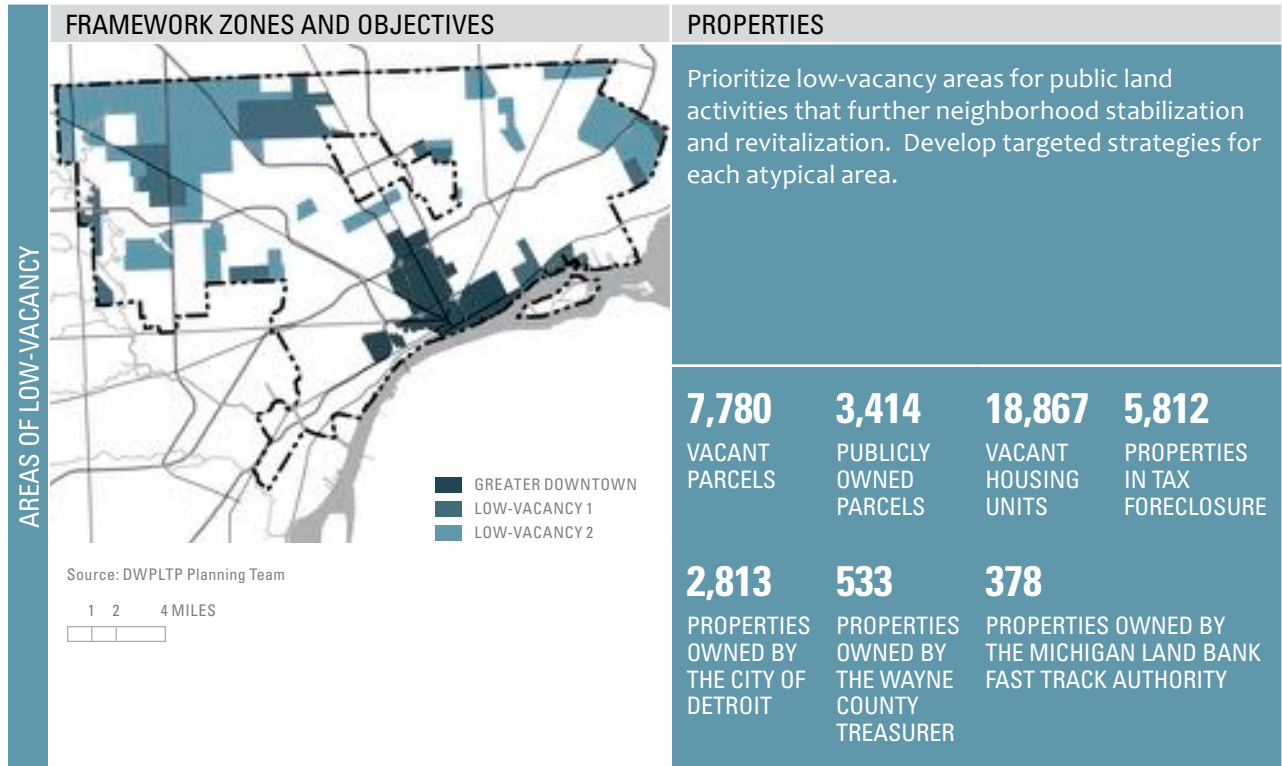 AREAS OF LOW-VACANCY
FRAMEWORK ZONES AND OBJECTIVES
GREATER DOWNTOWN
LOW-VACANCY 1
LOW-VACANCY 2
Source: DWPLTP Planning Team
1 2 4 MILES
PROPERTIES
Prioritize low-vacancy areas for public land
activities that further neighborhood stabilization
and revitalization. Develop targeted strategies for
each atypical area.
7,780
VACANT
PARCELS
3,414
PUBLICLY
OWNED
PARCELS
18,867
VACANT
HOUSING
UNITS
5,812
PROPERTIES
IN TAX
FORECLOSURE
2,813
PROPERTIES
OWNED BY
THE CITY OF
DETROIT
533
PROPERTIES
OWNED BY
THE WAYNE
COUNTY
TREASURER
378
PROPERTIES OWNED BY
THE MICHIGAN LAND BANK
FAST TRACK AUTHORITY